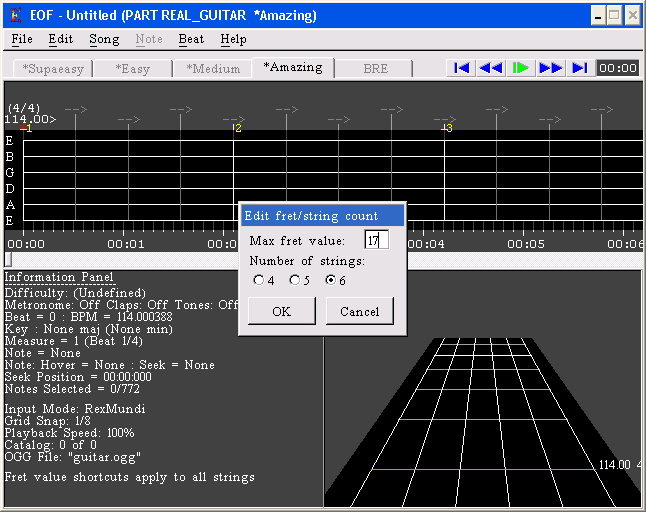 EOF - Untitled (PART REAL_GUITAR *Amazing)
File Edit Song Note Beat Help
*Supaeasy *Easy *Medium *Amazing BRE 00:00
(4/4) --> --> --> --> --> -->
114.00> --> --> --> --> --> -->
1 2 3
E
B
G
D
A
E
00:00 00:01 00:04 00:05 00:06
Edit fret/string count
Max fret value: 17
Number of strings:
4 5 6
OK Cancel
Information Panel
----------------------
Difficulty: (Undefined)
Metronome: Off Claps: Off Tones: Off
Beat = 0 : BPM = 114.000388
Key : None maj (None min)
Measure = 1 (Beat 1/4)
Note = None
Note: Hover = None : Seek = None
Seek Position = 00:00:000
Notes Selected = 0/772
Input Mode: RexMundi
Grid Snap: 1/8
Playback Speed: 100%
Catalog: 0 of 0
OGG File: "guitar.ogg"
Fret value shortcuts apply to all strings
114.00 4